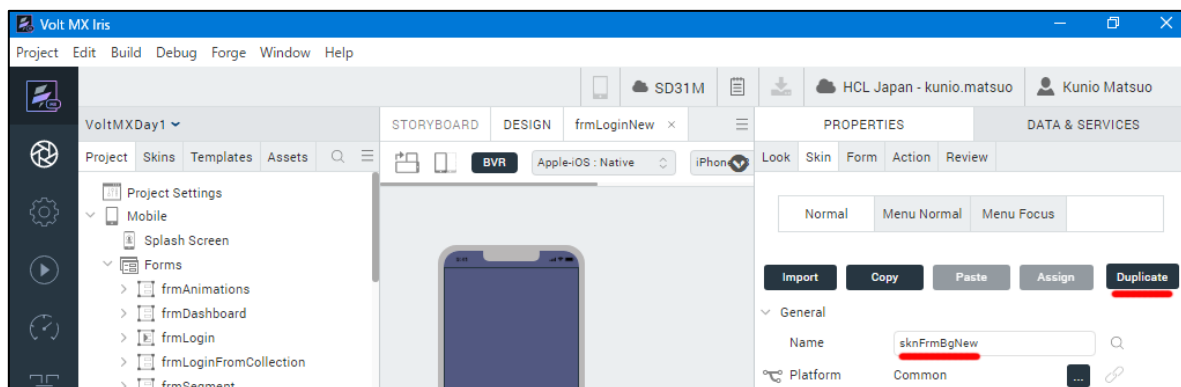 Volt MX Iris
Project Edit Build Debug Forge Window Help
SD31M HCL Japan - kunio.matsuo Kunio Matsuo
VoltMXDay1 STORYBOARD DESIGN frmLoginNew × PROPERTIES DATA & SERVICES
Project Skins Templates Assets BVR Apple-iOS : Native iPhon Look Skin Form Action Review
Project Settings
Mobile Normal Menu Normal Menu Focus
Splash Screen
Forms Import Copy Paste Assign Duplicate
frmAnimations
frmDashboard General
frmLogin Name sknFrmBgNew
frmLoginFromCollection
frmSegment Platform Common ...